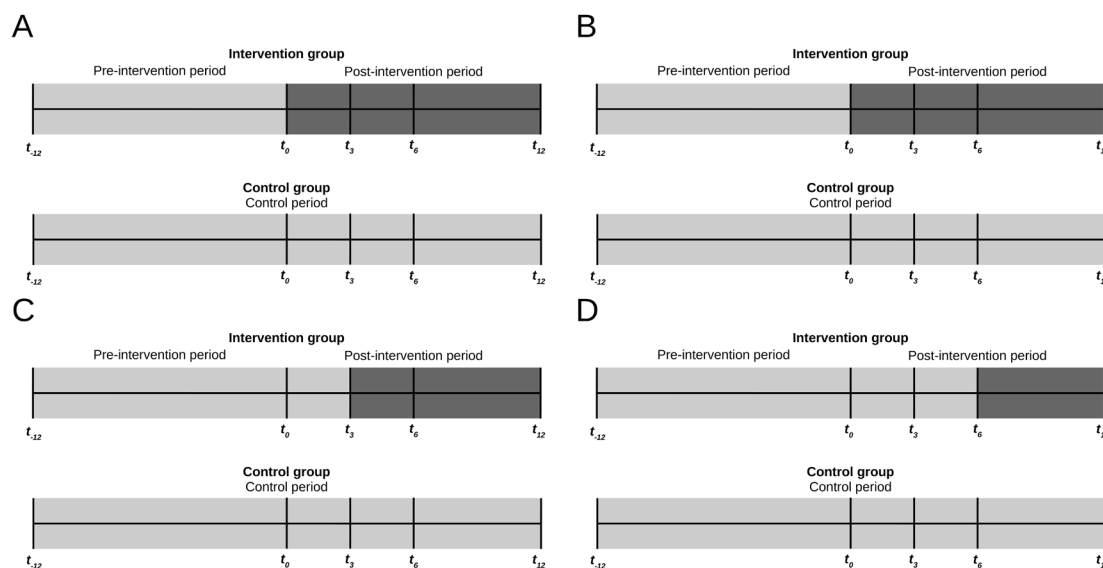 A
Intervention group
Pre-intervention period Post-intervention period
t-12 t0 t3 t6 t12
Control group
Control period
t-12 t0 t3 t6 t12
B
Intervention group
Pre-intervention period Post-intervention period
t-12 t0 t3 t6
Control group
Control period
t-12 t0 t3 t6
C
Intervention group
Pre-intervention period Post-intervention period
t-12 t0 t3 t6 t12
Control group
Control period
t-12 t0 t3 t6 t12
D
Intervention group
Pre-intervention period Post-intervention period
t-12 t0 t3 t6
Control group
Control period
t-12 t0 t3 t6